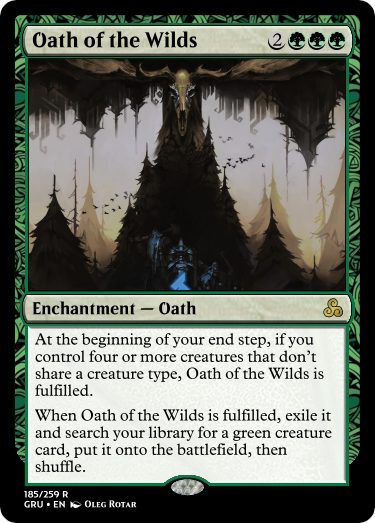 Oath of the Wilds 2
Enchantment — Oath
At the beginning of your end step, if you
control four or more creatures that don't
share a creature type, Oath of the Wilds is
fulfilled.
When Oath of the Wilds is fulfilled, exile it
and search your library for a green creature
card, put it onto the battlefield, then
shuffle.
185/259 R
GRU • EN Oleg Rotar